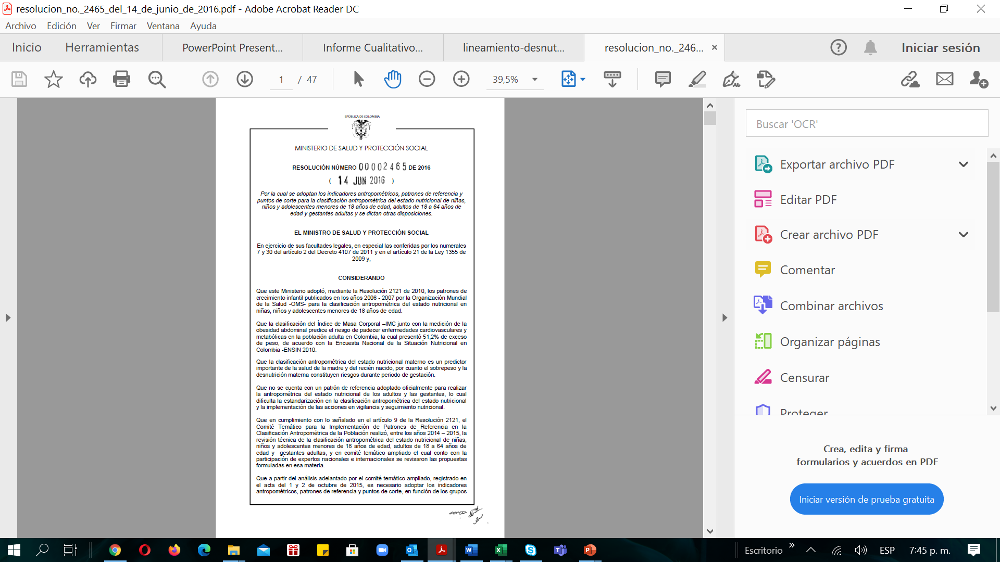 resolucion_no._2465_del_14_de_junio_de_2016.pdf - Adobe Acrobat Reader DC
Archivo Edición Ver Firmar Ventana Ayuda
Inicio Herramientas PowerPoint Present... Informe Cualitativo... lineamiento-desnut... resolucion_no._246... × Iniciar sesión
1 / 47 39,5%
EPÚBLICA DE COLOMBIA
MINISTERIO DE SALUD Y PROTECCIÓN SOCIAL
RESOLUCIÓN NÚMERO 00002465 DE 2016
( 14 JUN 2016 )
Por la cual se adoptan los indicadores antropométricos, patrones de referencia y
puntos de corte para la clasificación antropométrica del estado nutricional de niñas,
niños y adolescentes menores de 18 años de edad, adultos de 18 a 64 años de
edad y gestantes adultas y se dictan otras disposiciones.
EL MINISTRO DE SALUD Y PROTECCIÓN SOCIAL
En ejercicio de sus facultades legales, en especial las conferidas por los numerales
7 y 30 del artículo 2 del Decreto 4107 de 2011 y en el artículo 21 de la Ley 1355 de
2009 y,
CONSIDERANDO
Que este Ministerio adoptó, mediante la Resolución 2121 de 2010, los patrones de
crecimiento infantil publicados en los años 2006 - 2007 por la Organización Mundial
de la Salud -OMS- para la clasificación antropométrica del estado nutricional en
niñas, niños y adolescentes menores de 18 años de edad.
Que la clasificación del Índice de Masa Corporal –IMC junto con la medición de la
obesidad abdominal predice el riesgo de padecer enfermedades cardiovasculares y
metabólicas en la población adulta en Colombia, la cual presentó 51,2% de exceso
de peso, de acuerdo con la Encuesta Nacional de la Situación Nutricional en
Colombia -ENSIN 2010.
Que la clasificación antropométrica del estado nutricional materno es un predictor
importante de la salud de la madre y del recién nacido, por cuanto el sobrepeso y la
desnutrición materna constituyen riesgos durante periodo de gestación.
Que no se cuenta con un patrón de referencia adoptado oficialmente para realizar
la antropométrica del estado nutricional de los adultos y las gestantes, lo cual
dificulta la estandarización en la clasificación antropométrica del estado nutricional
y la implementación de las acciones en vigilancia y seguimiento nutricional.
Que en cumplimiento con lo señalado en el artículo 9 de la Resolución 2121, el
Comité Temático para la Implementación de Patrones de Referencia en la
Clasificación Antropométrica de la Población realizó, entre los años 2014 – 2015, la
revisión técnica de la clasificación antropométrica del estado nutricional de niñas,
niños y adolescentes menores de 18 años de edad, adultos de 18 a 64 años de
edad y gestantes adultas, y en comité temático ampliado el cual conto con la
participación de expertos nacionales e internacionales se revisaron las propuestas
formuladas en esa materia.
Que a partir del análisis adelantado por el comité temático ampliado, registrado en
el acta del 1 y 2 de octubre de 2015, es necesario adoptar los indicadores
antropométricos, patrones de referencia y puntos de corte, en función de los grupos
Buscar 'OCR'
Exportar archivo PDF
Editar PDF
Crear archivo PDF
Comentar
Combinar archivos
Organizar páginas
Censurar
Proteger
Crea, edita y firma
formularios y acuerdos en PDF
Iniciar versión de prueba gratuita
Escritorio ESP 7:45 p. m.